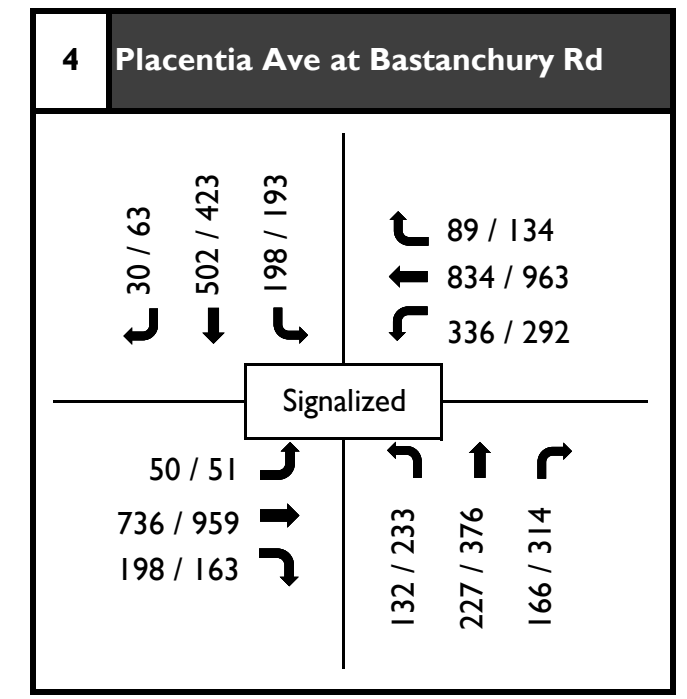 4 Placentia Ave at Bastanchury Rd
30 / 63
502 / 423
198 / 193
89 / 134
834 / 963
336 / 292
Signalized
50 / 51
736 / 959
198 / 163
132 / 233
227 / 376
166 / 314